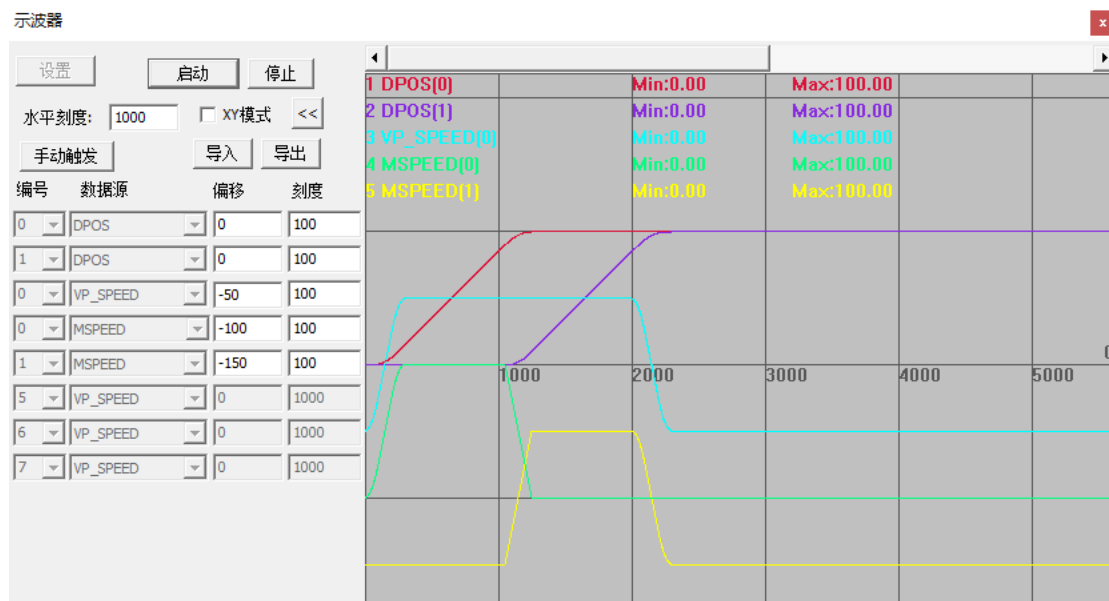 示波器
x
设置
启动
停止
水平刻度:
1000
XY模式
<<
手动触发
导入
导出
编号 数据源 偏移 刻度
0 DPOS 0 100
1 DPOS 0 100
0 VP_SPEED -50 100
0 MSPEED -100 100
1 MSPEED -150 100
5 VP_SPEED 0 1000
6 VP_SPEED 0 1000
7 VP_SPEED 0 1000
1 DPOS(0) Min:0.00 Max:100.00
2 DPOS(1) Min:0.00 Max:100.00
3 VP_SPEED(0) Min:0.00 Max:100.00
4 MSPEED(0) Min:0.00 Max:100.00
5 MSPEED(1) Min:0.00 Max:100.00
1000 2000 3000 4000 5000